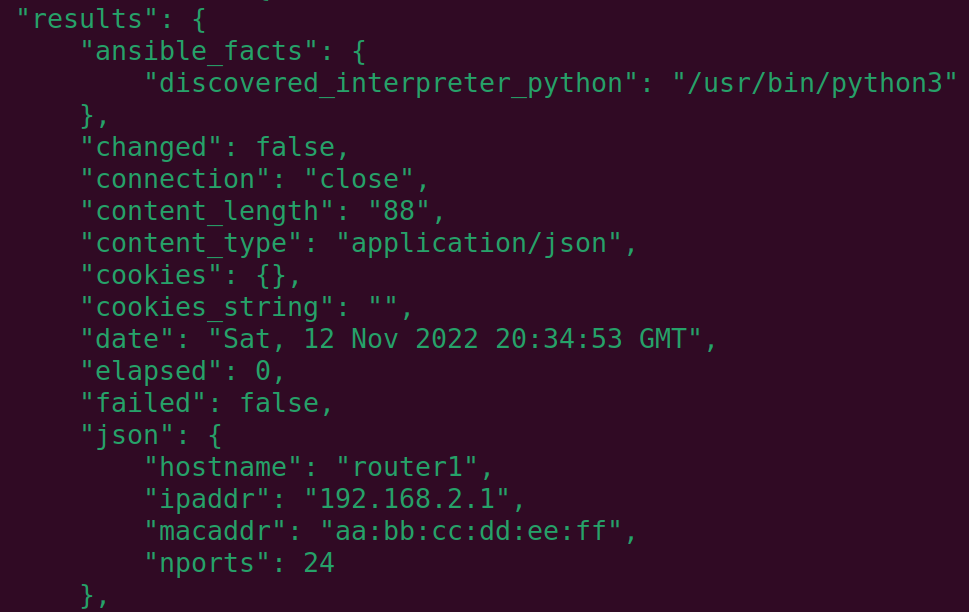 "results": {
    "ansible_facts": {
        "discovered_interpreter_python": "/usr/bin/python3"
    },
    "changed": false,
    "connection": "close",
    "content_length": "88",
    "content_type": "application/json",
    "cookies": {},
    "cookies_string": "",
    "date": "Sat, 12 Nov 2022 20:34:53 GMT",
    "elapsed": 0,
    "failed": false,
    "json": {
        "hostname": "router1",
        "ipaddr": "192.168.2.1",
        "macaddr": "aa:bb:cc:dd:ee:ff",
        "nports": 24
    },